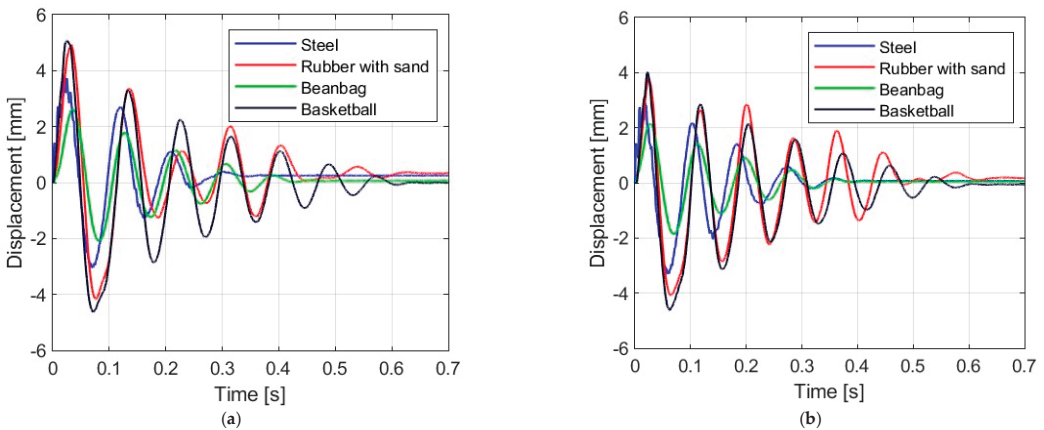 6
4
2
0
-2
-4
-6
Displacement [mm]
Steel
Rubber with sand
Beanbag
Basketball
0 0.1 0.2 0.3 0.4 0.5 0.6 0.7
Time [s]
(a)
6
4
2
0
-2
-4
-6
Displacement [mm]
Steel
Rubber with sand
Beanbag
Basketball
0 0.1 0.2 0.3 0.4 0.5 0.6 0.7
Time [s]
(b)